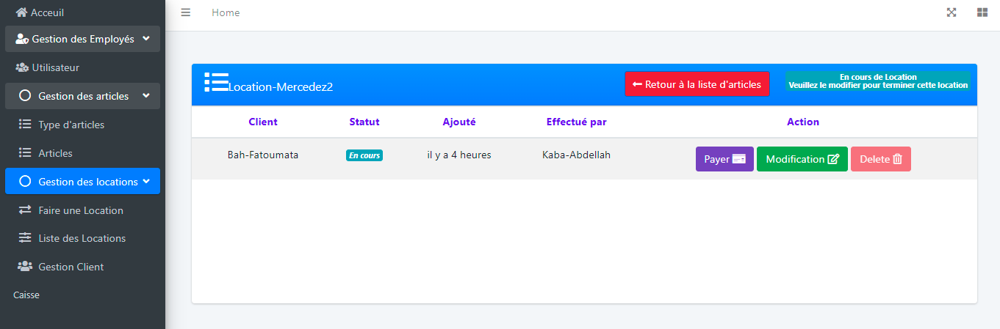 Acceuil
Gestion des Employés
Utilisateur
Gestion des articles
Type d'articles
Articles
Gestion des locations
Faire une Location
Liste des Locations
Gestion Client
Caisse
Home
Location-Mercedez2
Retour à la liste d'articles
En cours de Location
Veuillez le modifier pour terminer cette location
Client Statut Ajouté Effectué par Action
Bah-Fatoumata En cours il y a 4 heures Kaba-Abdellah Payer Modification Delete